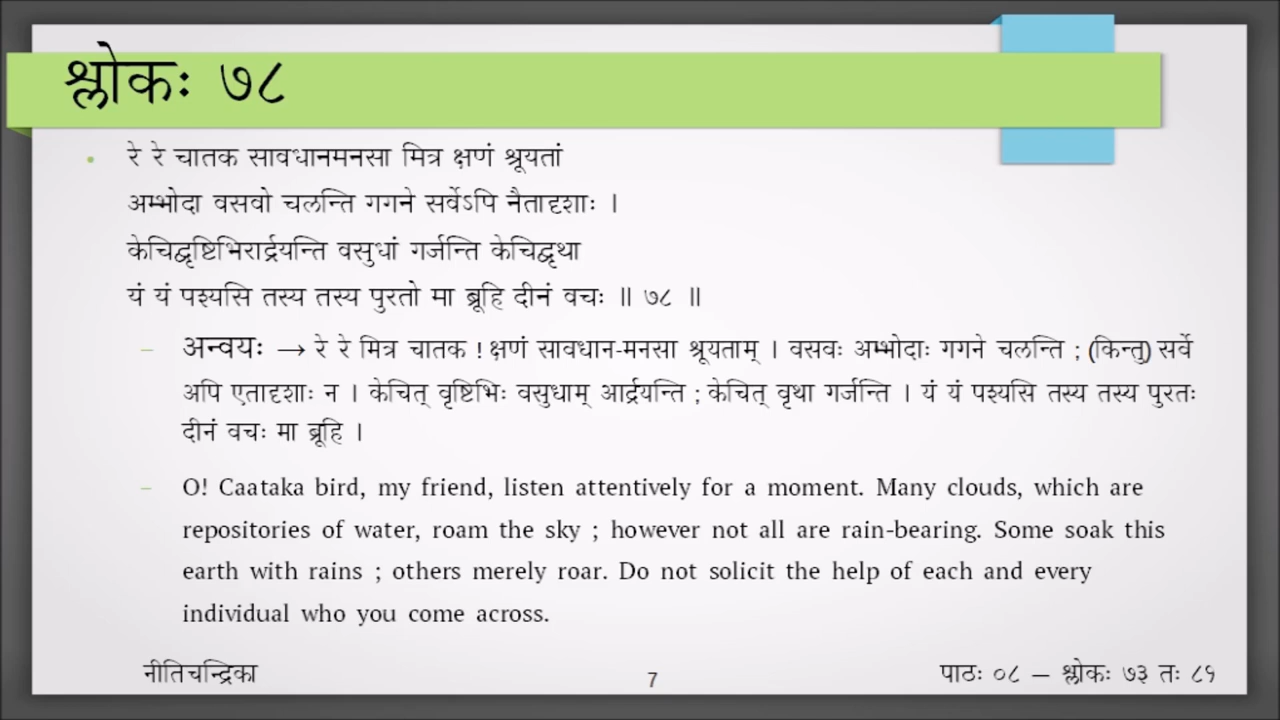 श्लोकः ७८
• रे रे चातक सावधानमनसा मित्र क्षणं श्रूयतां
अम्भोदा वसवो चलन्ति गगने सर्वेऽपि नैतादृशाः ।
केचिद्वृष्टिभिरार्द्रयन्ति वसुधां गर्जन्ति केचिद्वृथा
यं यं पश्यसि तस्य तस्य पुरतो मा ब्रूहि दीनं वचः ॥ ७८ ॥
– अन्वयः → रे रे मित्र चातक ! क्षणं सावधान-मनसा श्रूयताम् । वसवः अम्भोदाः गगने चलन्ति ; (किन्तु) सर्वे
अपि एतादृशाः न । केचित् वृष्टिभिः वसुधाम् आर्द्रयन्ति ; केचित् वृथा गर्जन्ति । यं यं पश्यसि तस्य तस्य पुरतः
दीनं वचः मा ब्रूहि ।
– O! Caataka bird, my friend, listen attentively for a moment. Many clouds, which are
repositories of water, roam the sky ; however not all are rain-bearing. Some soak this
earth with rains ; others merely roar. Do not solicit the help of each and every
individual who you come across.
नीतिचन्द्रिका 7 पाठः ०८ – श्लोकः ७३ तः ८१